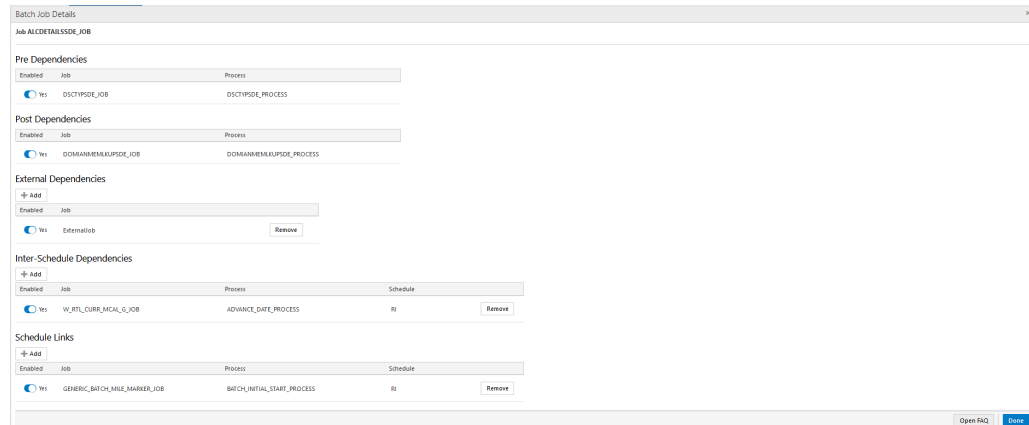 Batch Job Details ×
Job ALCDETAILSSDE_JOB
Pre Dependencies
Enabled Job Process
Yes DSCTYPSDE_JOB DSCTYPSDE_PROCESS
Post Dependencies
Enabled Job Process
Yes DOMIANMEMLKUPSDE_JOB DOMIANMEMLKUPSDE_PROCESS
External Dependencies
+ Add
Enabled Job
Yes ExternalJob Remove
Inter-Schedule Dependencies
+ Add
Enabled Job Process Schedule
Yes W_RTL_CURR_MCAL_G_JOB ADVANCE_DATE_PROCESS RI Remove
Schedule Links
+ Add
Enabled Job Process Schedule
Yes GENERIC_BATCH_MILE_MARKER_JOB BATCH_INITIAL_START_PROCESS RI Remove
Open FAQ Done